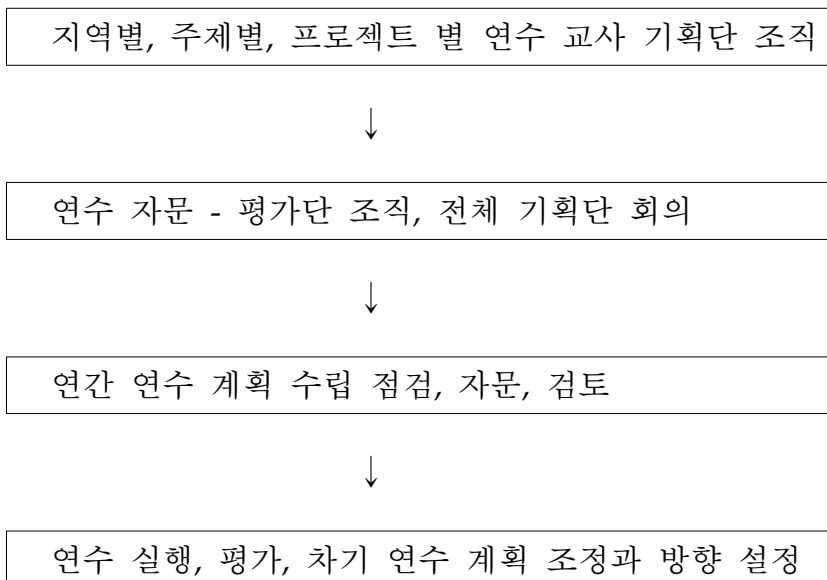 지역별, 주제별, 프로젝트 별 연수 교사 기획단 조직
↓
연수 자문 - 평가단 조직, 전체 기획단 회의
↓
연간 연수 계획 수립 점검, 자문, 검토
↓
연수 실행, 평가, 차기 연수 계획 조정과 방향 설정